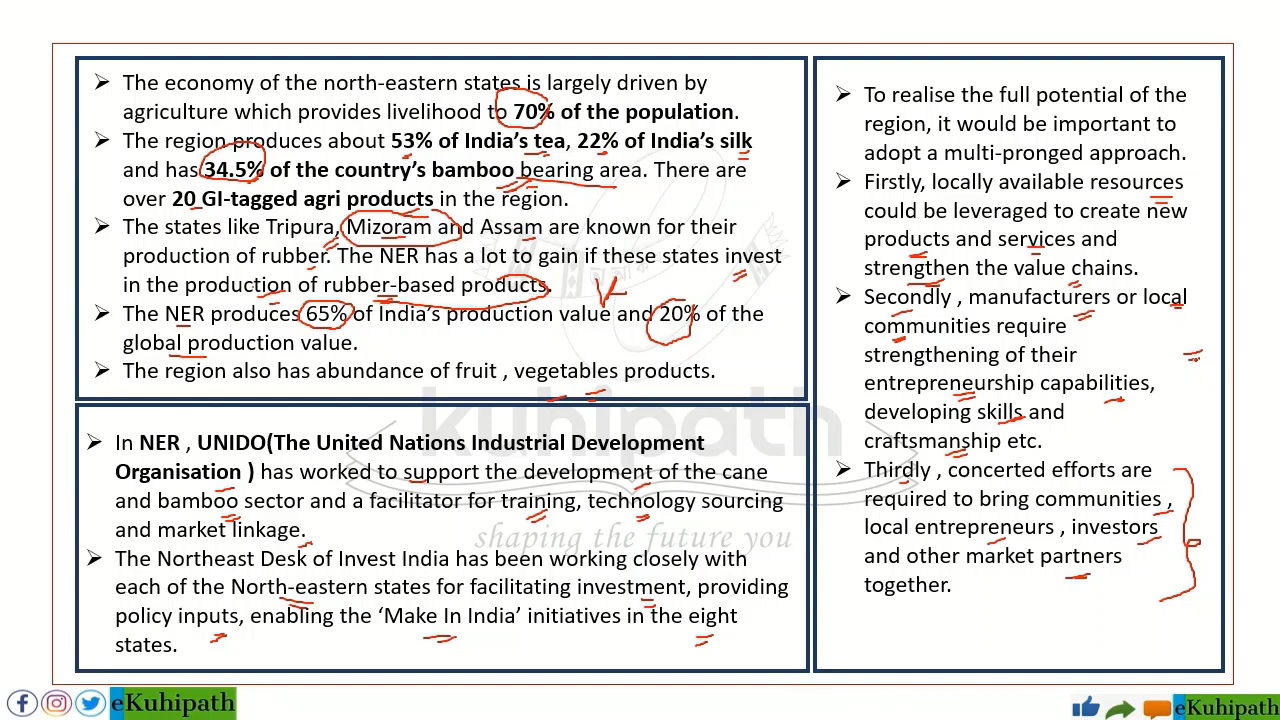 ➢ The economy of the north-eastern states is largely driven by
agriculture which provides livelihood to 70% of the population.
➢ The region produces about 53% of India's tea, 22% of India's silk
and has 34.5% of the country's bamboo bearing area. There are
over 20 GI-tagged agri products in the region.
➢ The states like Tripura, Mizoram and Assam are known for their
production of rubber. The NER has a lot to gain if these states invest
in the production of rubber-based products.
➢ The NER produces 65% of India's production value and 20% of the
global production value.
➢ The region also has abundance of fruit , vegetables products.
➢ In NER , UNIDO(The United Nations Industrial Development
Organisation ) has worked to support the development of the cane
and bamboo sector and a facilitator for training, technology sourcing
and market linkage.
➢ The Northeast Desk of Invest India has been working closely with
each of the North-eastern states for facilitating investment, providing
policy inputs, enabling the ‘Make In India’ initiatives in the eight
states.
➢ To realise the full potential of the
region, it would be important to
adopt a multi-pronged approach.
➢ Firstly, locally available resources
could be leveraged to create new
products and services and
strengthen the value chains.
➢ Secondly , manufacturers or local
communities require
strengthening of their
entrepreneurship capabilities,
developing skills and
craftsmanship etc.
➢ Thirdly , concerted efforts are
required to bring communities ,
local entrepreneurs , investors
and other market partners
together.
kuhipath
shaping the future you
eKuhipath
eKuhipath